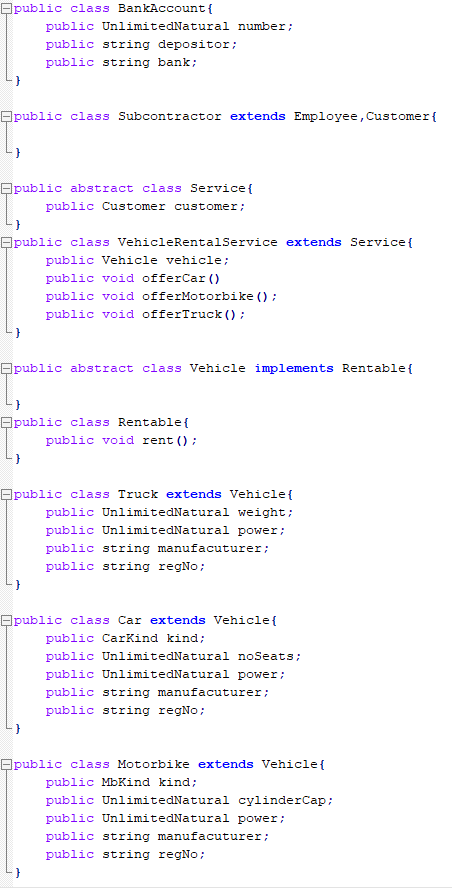 public class BankAccount{
    public UnlimitedNatural number;
    public string depositor;
    public string bank;
}
public class Subcontractor extends Employee,Customer{
}
public abstract class Service{
    public Customer customer;
}
public class VehicleRentalService extends Service{
    public Vehicle vehicle;
    public void offerCar()
    public void offerMotorbike();
    public void offerTruck();
}
public abstract class Vehicle implements Rentable{
}
public class Rentable{
    public void rent();
}
public class Truck extends Vehicle{
    public UnlimitedNatural weight;
    public UnlimitedNatural power;
    public string manufacuturer;
    public string regNo;
}
public class Car extends Vehicle{
    public CarKind kind;
    public UnlimitedNatural noSeats;
    public UnlimitedNatural power;
    public string manufacuturer;
    public string regNo;
}
public class Motorbike extends Vehicle{
    public MbKind kind;
    public UnlimitedNatural cylinderCap;
    public UnlimitedNatural power;
    public string manufacuturer;
    public string regNo;
}